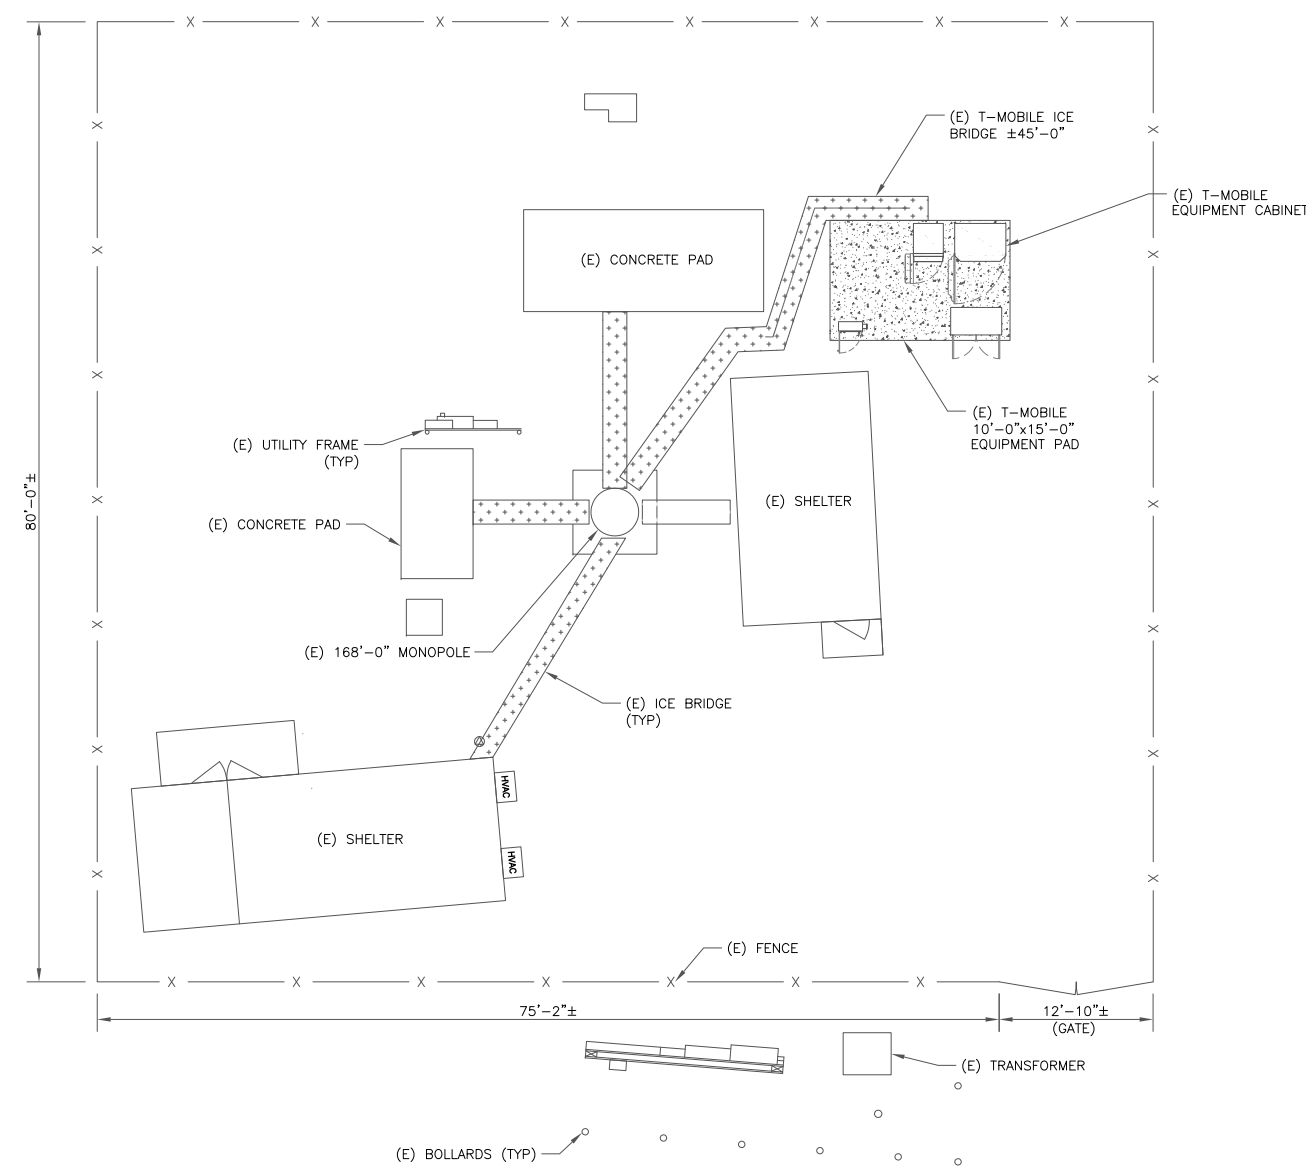 (E) T-MOBILE ICE
BRIDGE ±45'-0"
(E) T-MOBILE
EQUIPMENT CABINET
(E) CONCRETE PAD
(E) T-MOBILE
10'-0"x15'-0"
EQUIPMENT PAD
(E) UTILITY FRAME
(TYP)
80'-0"±
(E) SHELTER
(E) CONCRETE PAD
(E) 168'-0" MONOPOLE
(E) ICE BRIDGE
(TYP)
HVAC
(E) SHELTER
HVAC
(E) FENCE
75'-2"±
12'-10"±
(GATE)
(E) TRANSFORMER
(E) BOLLARDS (TYP)